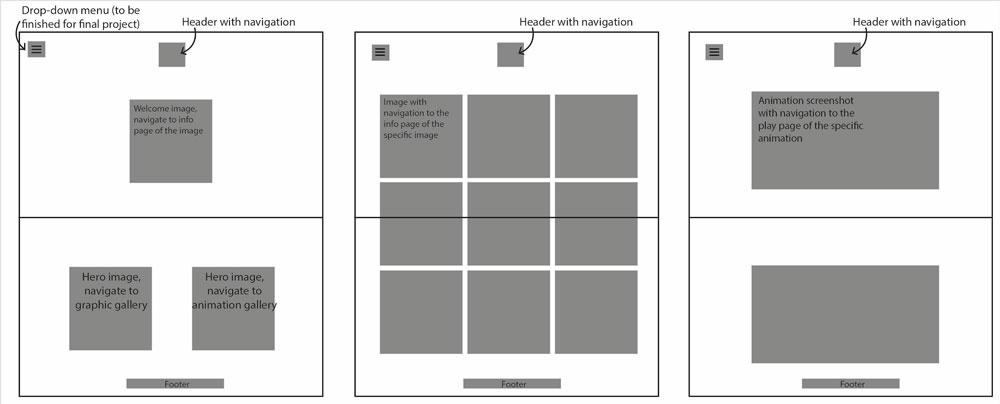 Drop-down menu (to be
finished for final project)
Header with navigation
Welcome image,
navigate to info
page of the image
Hero image,
navigate to
graphic gallery
Hero image,
navigate to
animation gallery
Footer
Header with navigation
Image with
navigation to the
info page of the
specific image
Footer
Header with navigation
Animation screenshot
with navigation to the
play page of the specific
animation
Footer